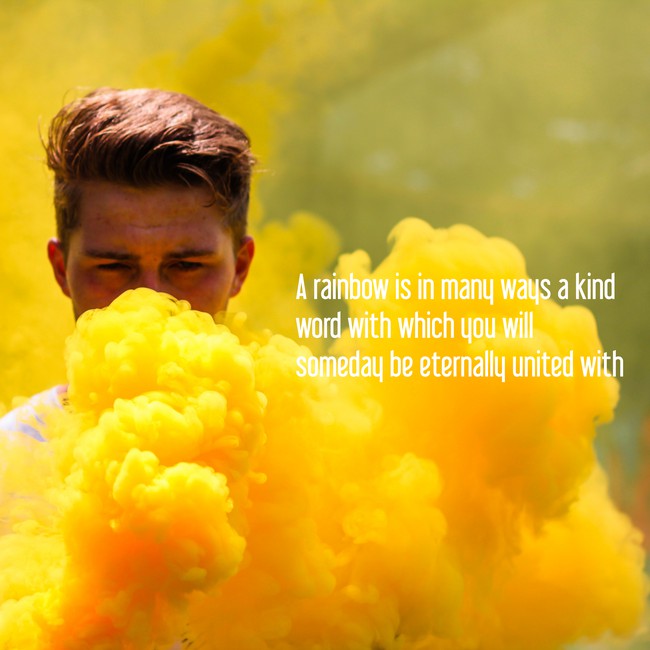 A rainbow is in many ways a kind
word with which you will
someday be eternally united with